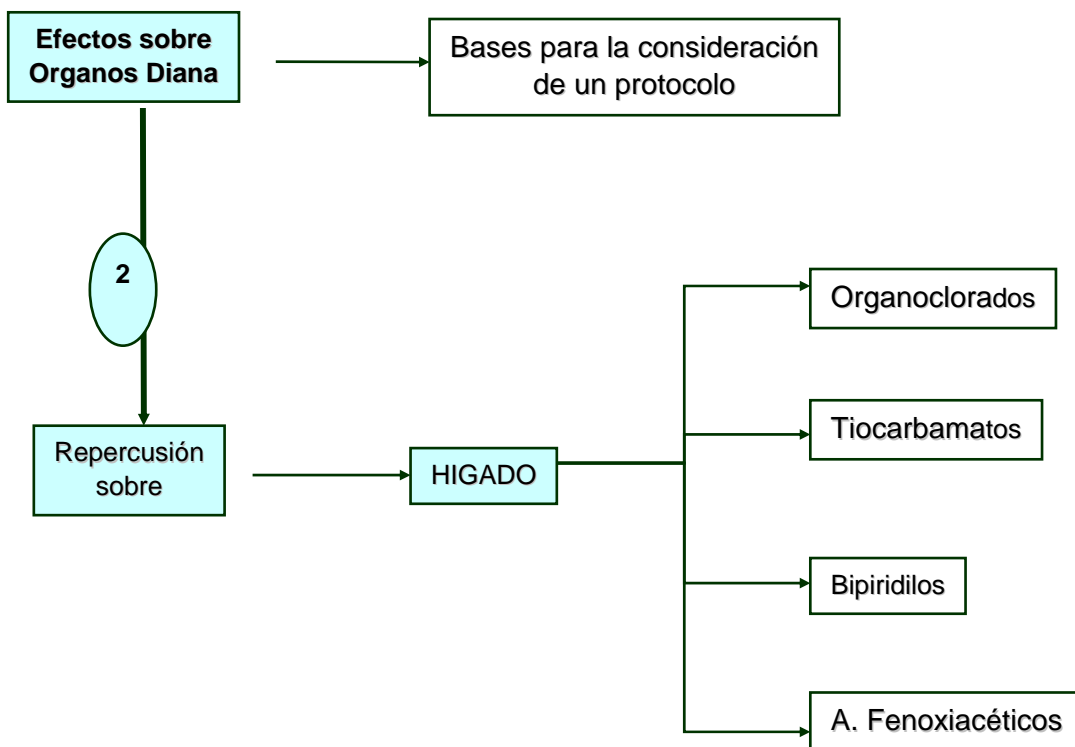 Efectos sobre
Organos Diana
Bases para la consideración
de un protocolo
2
Organoclorados
Tiocarbamatos
Repercusión
sobre
HIGADO
Bipiridilos
A. Fenoxiacéticos